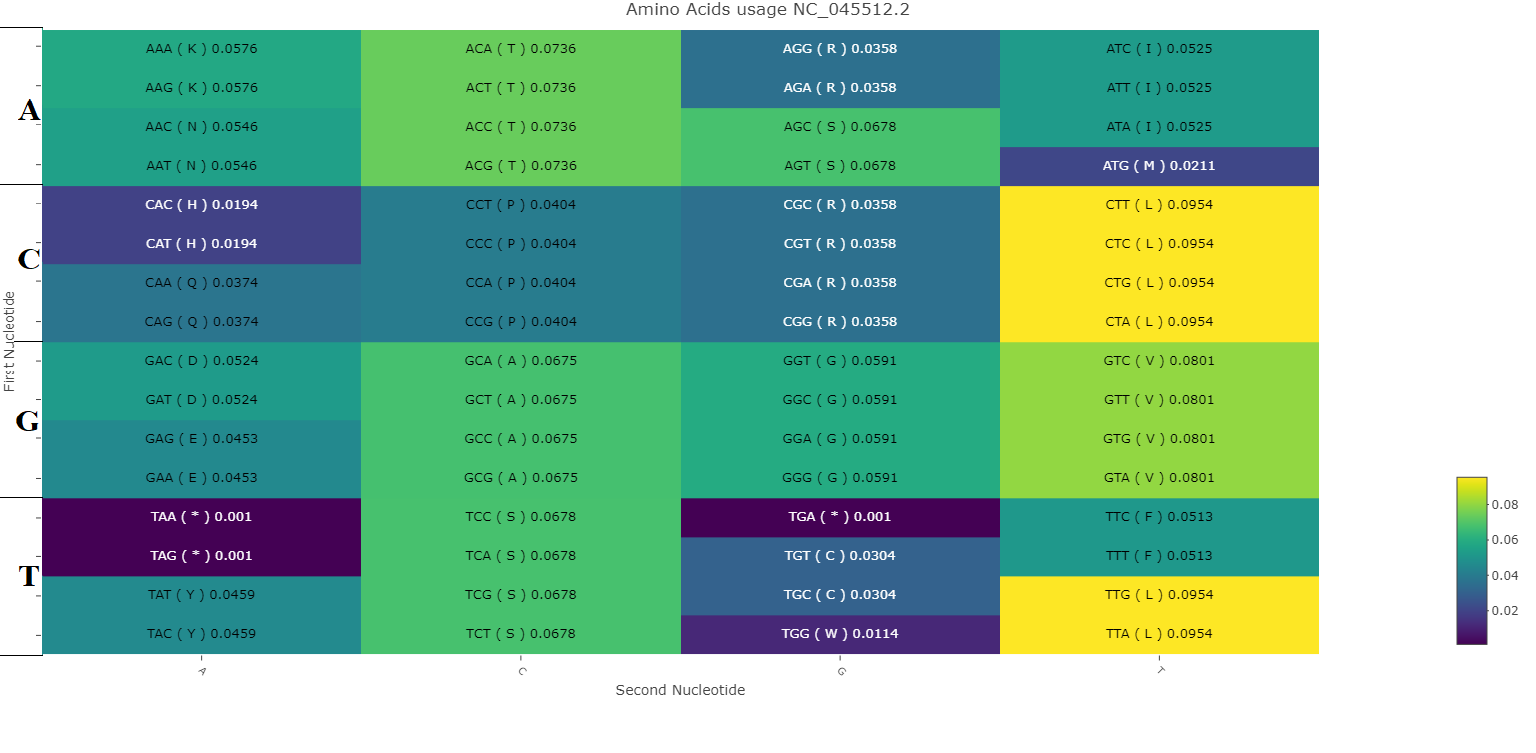 Amino Acids usage NC_045512.2
AAA ( K ) 0.0576 ACA ( T ) 0.0736 AGG ( R ) 0.0358 ATC ( I ) 0.0525
AAG ( K ) 0.0576 ACT ( T ) 0.0736 AGA ( R ) 0.0358 ATT ( I ) 0.0525
A
AAC ( N ) 0.0546 ACC ( T ) 0.0736 AGC ( S ) 0.0678 ATA ( I ) 0.0525
AAT ( N ) 0.0546 ACG ( T ) 0.0736 AGT ( S ) 0.0678 ATG ( M ) 0.0211
CAC ( H ) 0.0194 CCT ( P ) 0.0404 CGC ( R ) 0.0358 CTT ( L ) 0.0954
CAT ( H ) 0.0194 CCC ( P ) 0.0404 CGT ( R ) 0.0358 CTC ( L ) 0.0954
C
CAA ( Q ) 0.0374 CCA ( P ) 0.0404 CGA ( R ) 0.0358 CTG ( L ) 0.0954
CAG ( Q ) 0.0374 CCG ( P ) 0.0404 CGG ( R ) 0.0358 CTA ( L ) 0.0954
First Nucleotide
GAC ( D ) 0.0524 GCA ( A ) 0.0675 GGT ( G ) 0.0591 GTC ( V ) 0.0801
GAT ( D ) 0.0524 GCT ( A ) 0.0675 GGC ( G ) 0.0591 GTT ( V ) 0.0801
G
GAG ( E ) 0.0453 GCC ( A ) 0.0675 GGA ( G ) 0.0591 GTG ( V ) 0.0801
GAA ( E ) 0.0453 GCG ( A ) 0.0675 GGG ( G ) 0.0591 GTA ( V ) 0.0801
TAA ( * ) 0.001 TCC ( S ) 0.0678 TGA ( * ) 0.001 TTC ( F ) 0.0513
TAG ( * ) 0.001 TCA ( S ) 0.0678 TGT ( C ) 0.0304 TTT ( F ) 0.0513
T
TAT ( Y ) 0.0459 TCG ( S ) 0.0678 TGC ( C ) 0.0304 TTG ( L ) 0.0954
TAC ( Y ) 0.0459 TCT ( S ) 0.0678 TGG ( W ) 0.0114 TTA ( L ) 0.0954
A C G T
Second Nucleotide
0.08
0.06
0.04
0.02